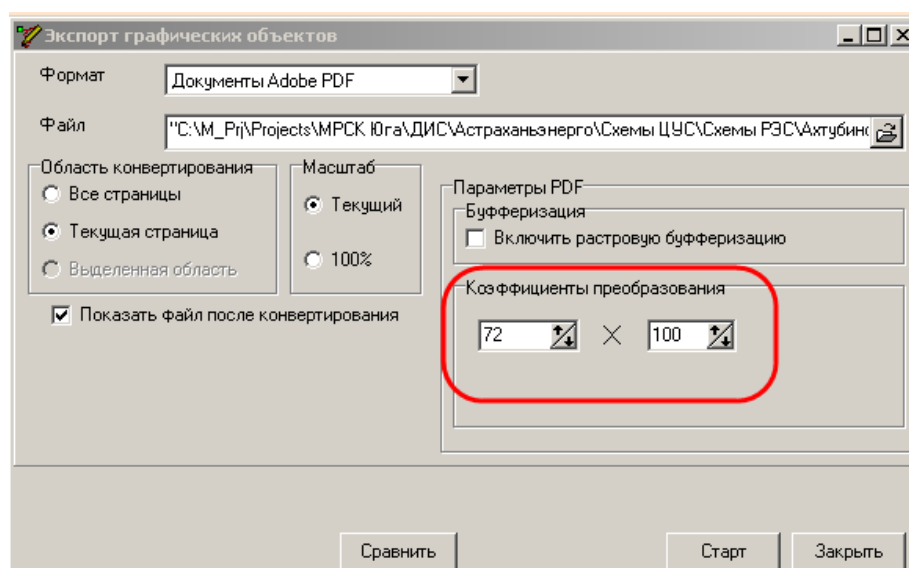 Экспорт графических объектов
Формат
Документы Adobe PDF
Файл
"C:\M_Prj\Projects\МРСК Юга\ДИС\Астраханьэнерго\Схемы ЦУС\Схемы РЭС\Ахтубин
Область конвертирования
Все страницы
Текущая страница
Выделенная область
Масштаб
Текущий
100%
Показать файл после конвертирования
Параметры PDF
Буфферизация
Включить растровую буфферизацию
Коэффициенты преобразования
72 X 100
Сравнить
Старт
Закрыть